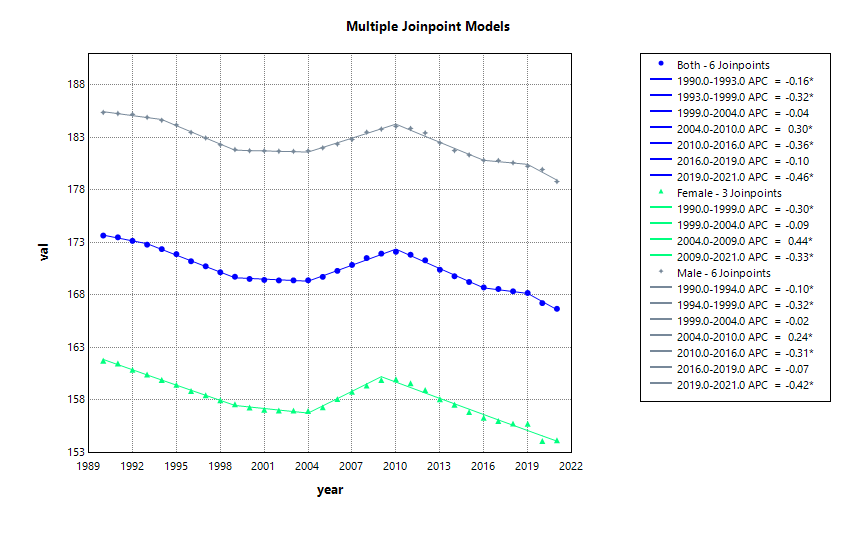 Multiple Joinpoint Models
188
183
178
173
168
163
158
153
val
1989 1992 1995 1998 2001 2004 2007 2010 2013 2016 2019 2022
year
Both - 6 Joinpoints
1990.0-1993.0 APC = -0.16*
1993.0-1999.0 APC = -0.32*
1999.0-2004.0 APC = -0.04
2004.0-2010.0 APC = 0.30*
2010.0-2016.0 APC = -0.36*
2016.0-2019.0 APC = -0.10
2019.0-2021.0 APC = -0.46*
Female - 3 Joinpoints
1990.0-1999.0 APC = -0.30*
1999.0-2004.0 APC = -0.09
2004.0-2009.0 APC = 0.44*
2009.0-2021.0 APC = -0.33*
Male - 6 Joinpoints
1990.0-1994.0 APC = -0.10*
1994.0-1999.0 APC = -0.32*
1999.0-2004.0 APC = -0.02
2004.0-2010.0 APC = 0.24*
2010.0-2016.0 APC = -0.31*
2016.0-2019.0 APC = -0.07
2019.0-2021.0 APC = -0.42*